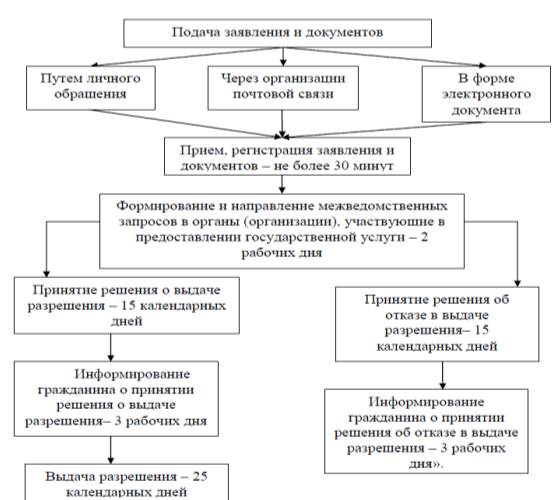 Подача заявления и документов
Путем личного
обращения
Через организации
почтовой связи
В форме
электронного
документа
Прием, регистрация заявления и
документов – не более 30 минут
Формирование и направление межведомственных
запросов в органы (организации), участвующие в
предоставлении государственной услуги – 2
рабочих дня
Принятие решения о выдаче
разрешения – 15 календарных
дней
Принятие решения об
отказе в выдаче
разрешения– 15
календарных дней
Информирование
гражданина о принятии
решения о выдаче
разрешения– 3 рабочих дня
Информирование
гражданина о принятии
решения об отказе в выдаче
разрешения – 3 рабочих
дня».
Выдача разрешения – 25
календарных дней